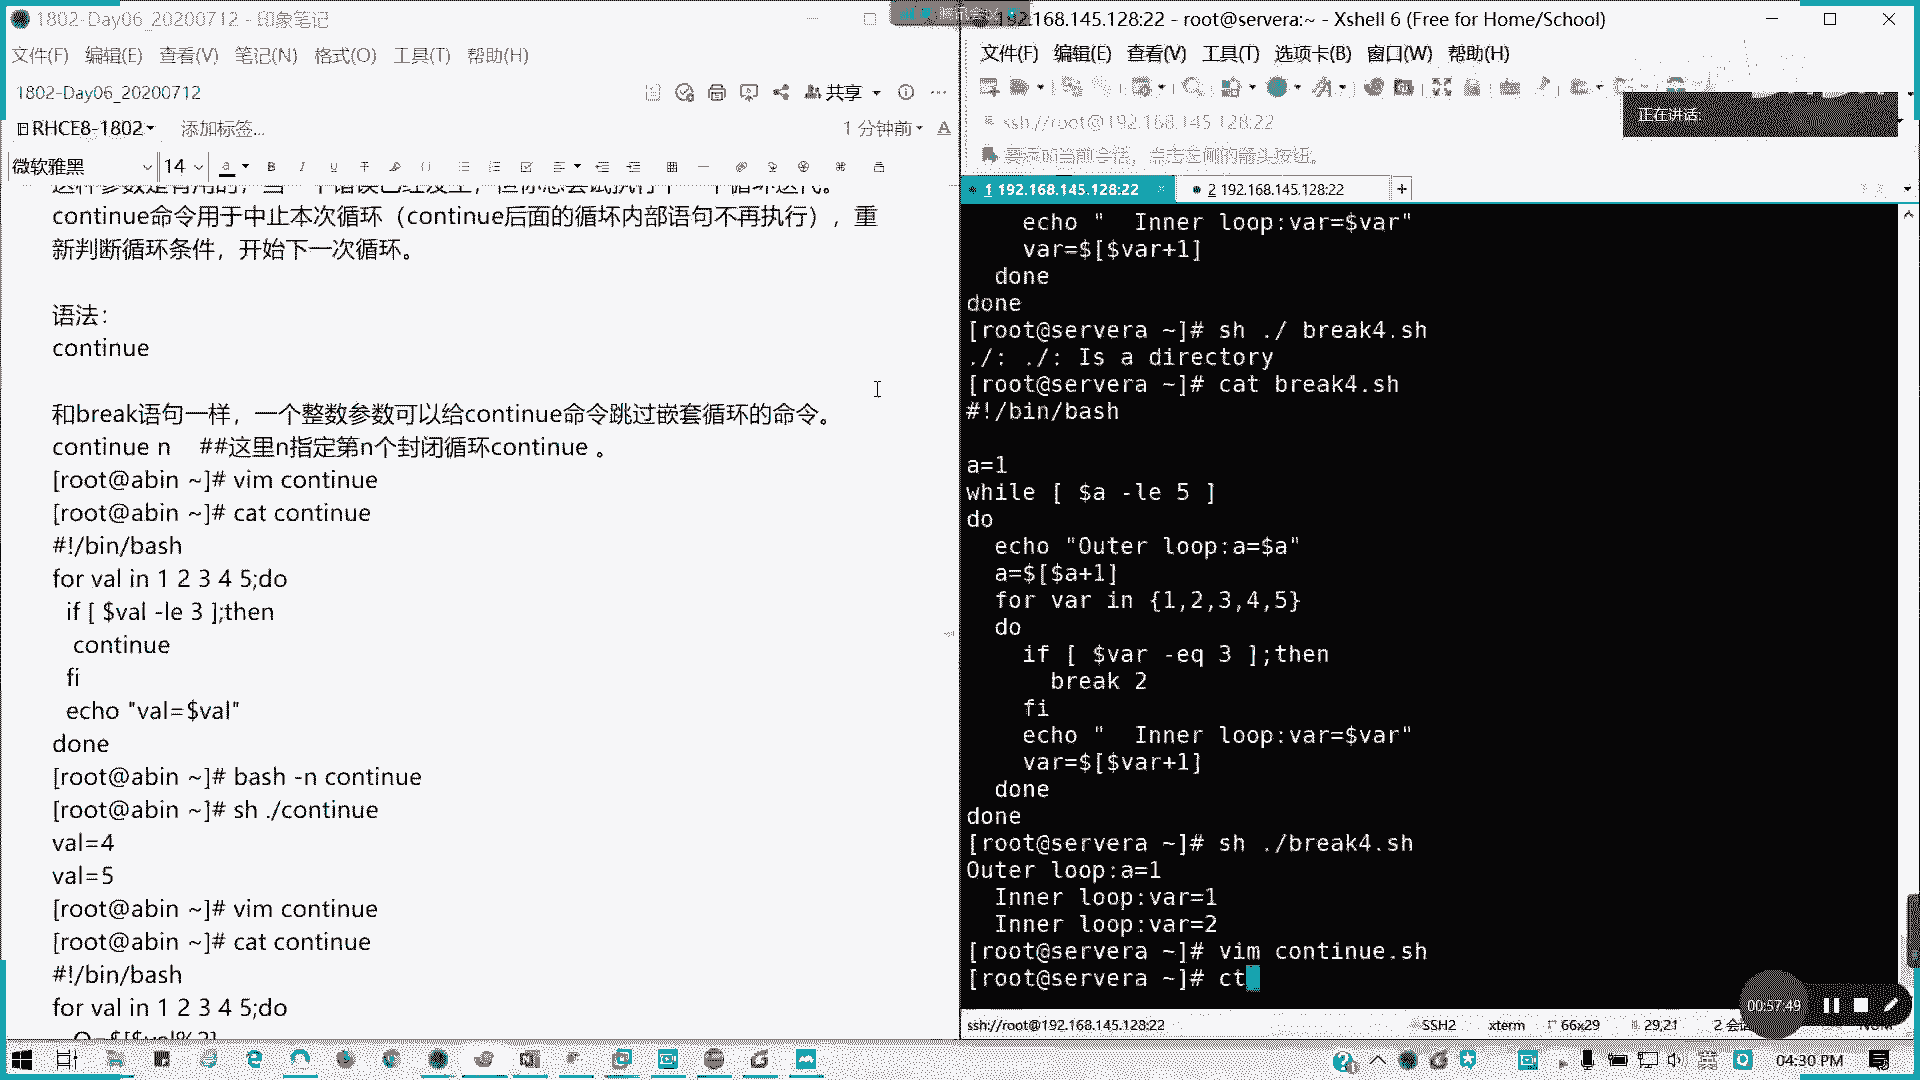 1802-Day06_20200712 - 印象笔记
文件(F) 编辑(E) 查看(V) 笔记(N) 格式(O) 工具(T) 帮助(H)
1802-Day06_20200712
共享
RHCE8-1802 添加标签...
1 分钟前
微软雅黑 14
continue命令用于中止本次循环（continue后面的循坏内部语句不再执行），重
新判断循环条件，开始下一次循环。
语法：
continue
和break语句一样，一个整数参数可以给continue命令跳过嵌套循环的命令。
continue n ##这里n指定第n个封闭循环continue 。
[root@abin ~]# vim continue
[root@abin ~]# cat continue
#!/bin/bash
for val in 1 2 3 4 5;do
if [ $val -le 3 ];then
continue
fi
echo "val=$val"
done
[root@abin ~]# bash -n continue
[root@abin ~]# sh ./continue
val=4
val=5
[root@abin ~]# vim continue
[root@abin ~]# cat continue
#!/bin/bash
for val in 1 2 3 4 5;do
192.168.145.128:22 - root@servera:~ - Xshell 6 (Free for Home/School)
文件(F) 编辑(E) 查看(V) 工具(T) 选项卡(B) 窗口(W) 帮助(H)
ssh://root@192.168.145.128:22
要添加当前会话，点击左侧的箭头按钮。
正在讲话:
1 192.168.145.128:22
2 192.168.145.128:22
echo "  Inner loop:var=$var"
var=$[$var+1]
done
done
[root@servera ~]# sh ./ break4.sh
./: ./: Is a directory
[root@servera ~]# cat break4.sh
#!/bin/bash
a=1
while [ $a -le 5 ]
do
echo "Outer loop:a=$a"
a=$[$a+1]
for var in {1,2,3,4,5}
do
if [ $var -eq 3 ];then
break 2
fi
echo "  Inner loop:var=$var"
var=$[$var+1]
done
done
[root@servera ~]# sh ./break4.sh
Outer loop:a=1
Inner loop:var=1
Inner loop:var=2
[root@servera ~]# vim continue.sh
[root@servera ~]# ct
00:57:49
ssh://root@192.168.145.128:22 SSH2 xterm 66x29 29,21
04:30 PM